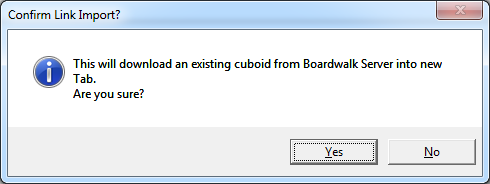 Confirm Link Import?
This will download an existing cuboid from Boardwalk Server into new
Tab.
Are you sure?
Yes No